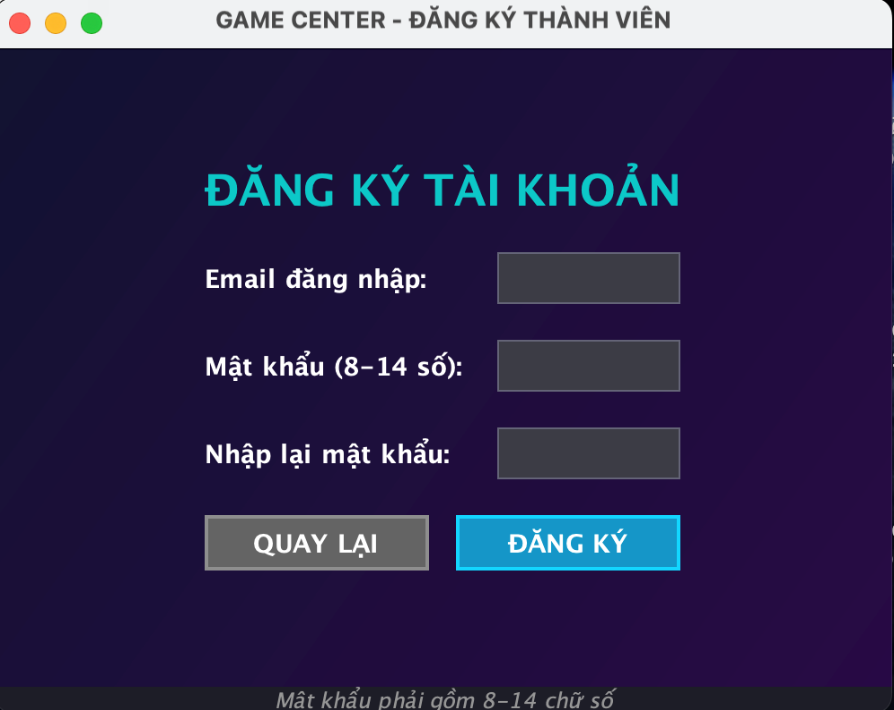 GAME CENTER - ĐĂNG KÝ THÀNH VIÊN
ĐĂNG KÝ TÀI KHOẢN
Email đăng nhập:
Mật khẩu (8-14 số):
Nhập lại mật khẩu:
QUAY LẠI
ĐĂNG KÝ
Mật khẩu phải gồm 8-14 chữ số